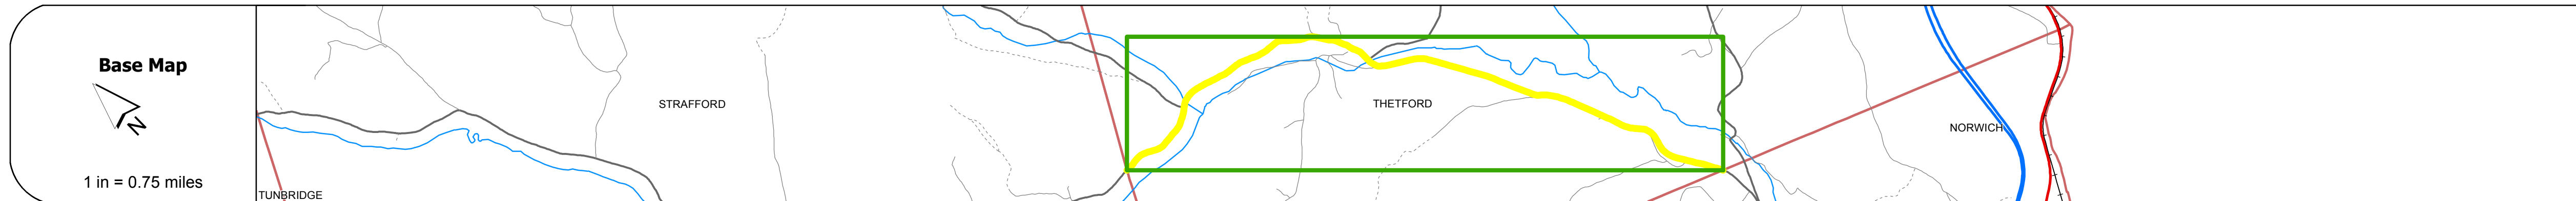 Base Map
N
1 in = 0.75 miles
STRAFFORD
THETFORD
NORWICH
TUNBRIDGE